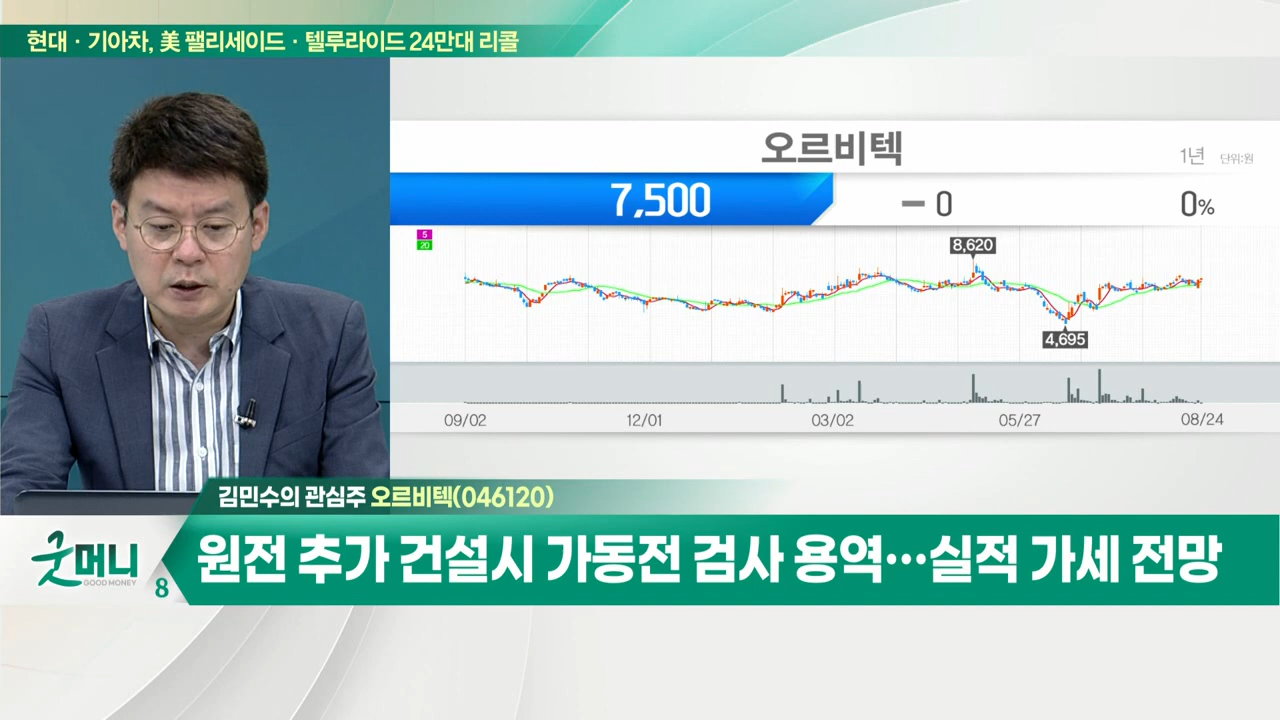 현대 · 기아차, 美 팰리세이드 · 텔루라이드 24만대 리콜
오르비텍
1년 단위:원
7,500 0 0%
5
20
8,620
4,695
09/02 12/01 03/02 05/27 08/24
김민수의 관심주 오르비텍(046120)
굿머니
GOOD MONEY
8
원전 추가 건설시 가동전 검사 용역…실적 가세 전망